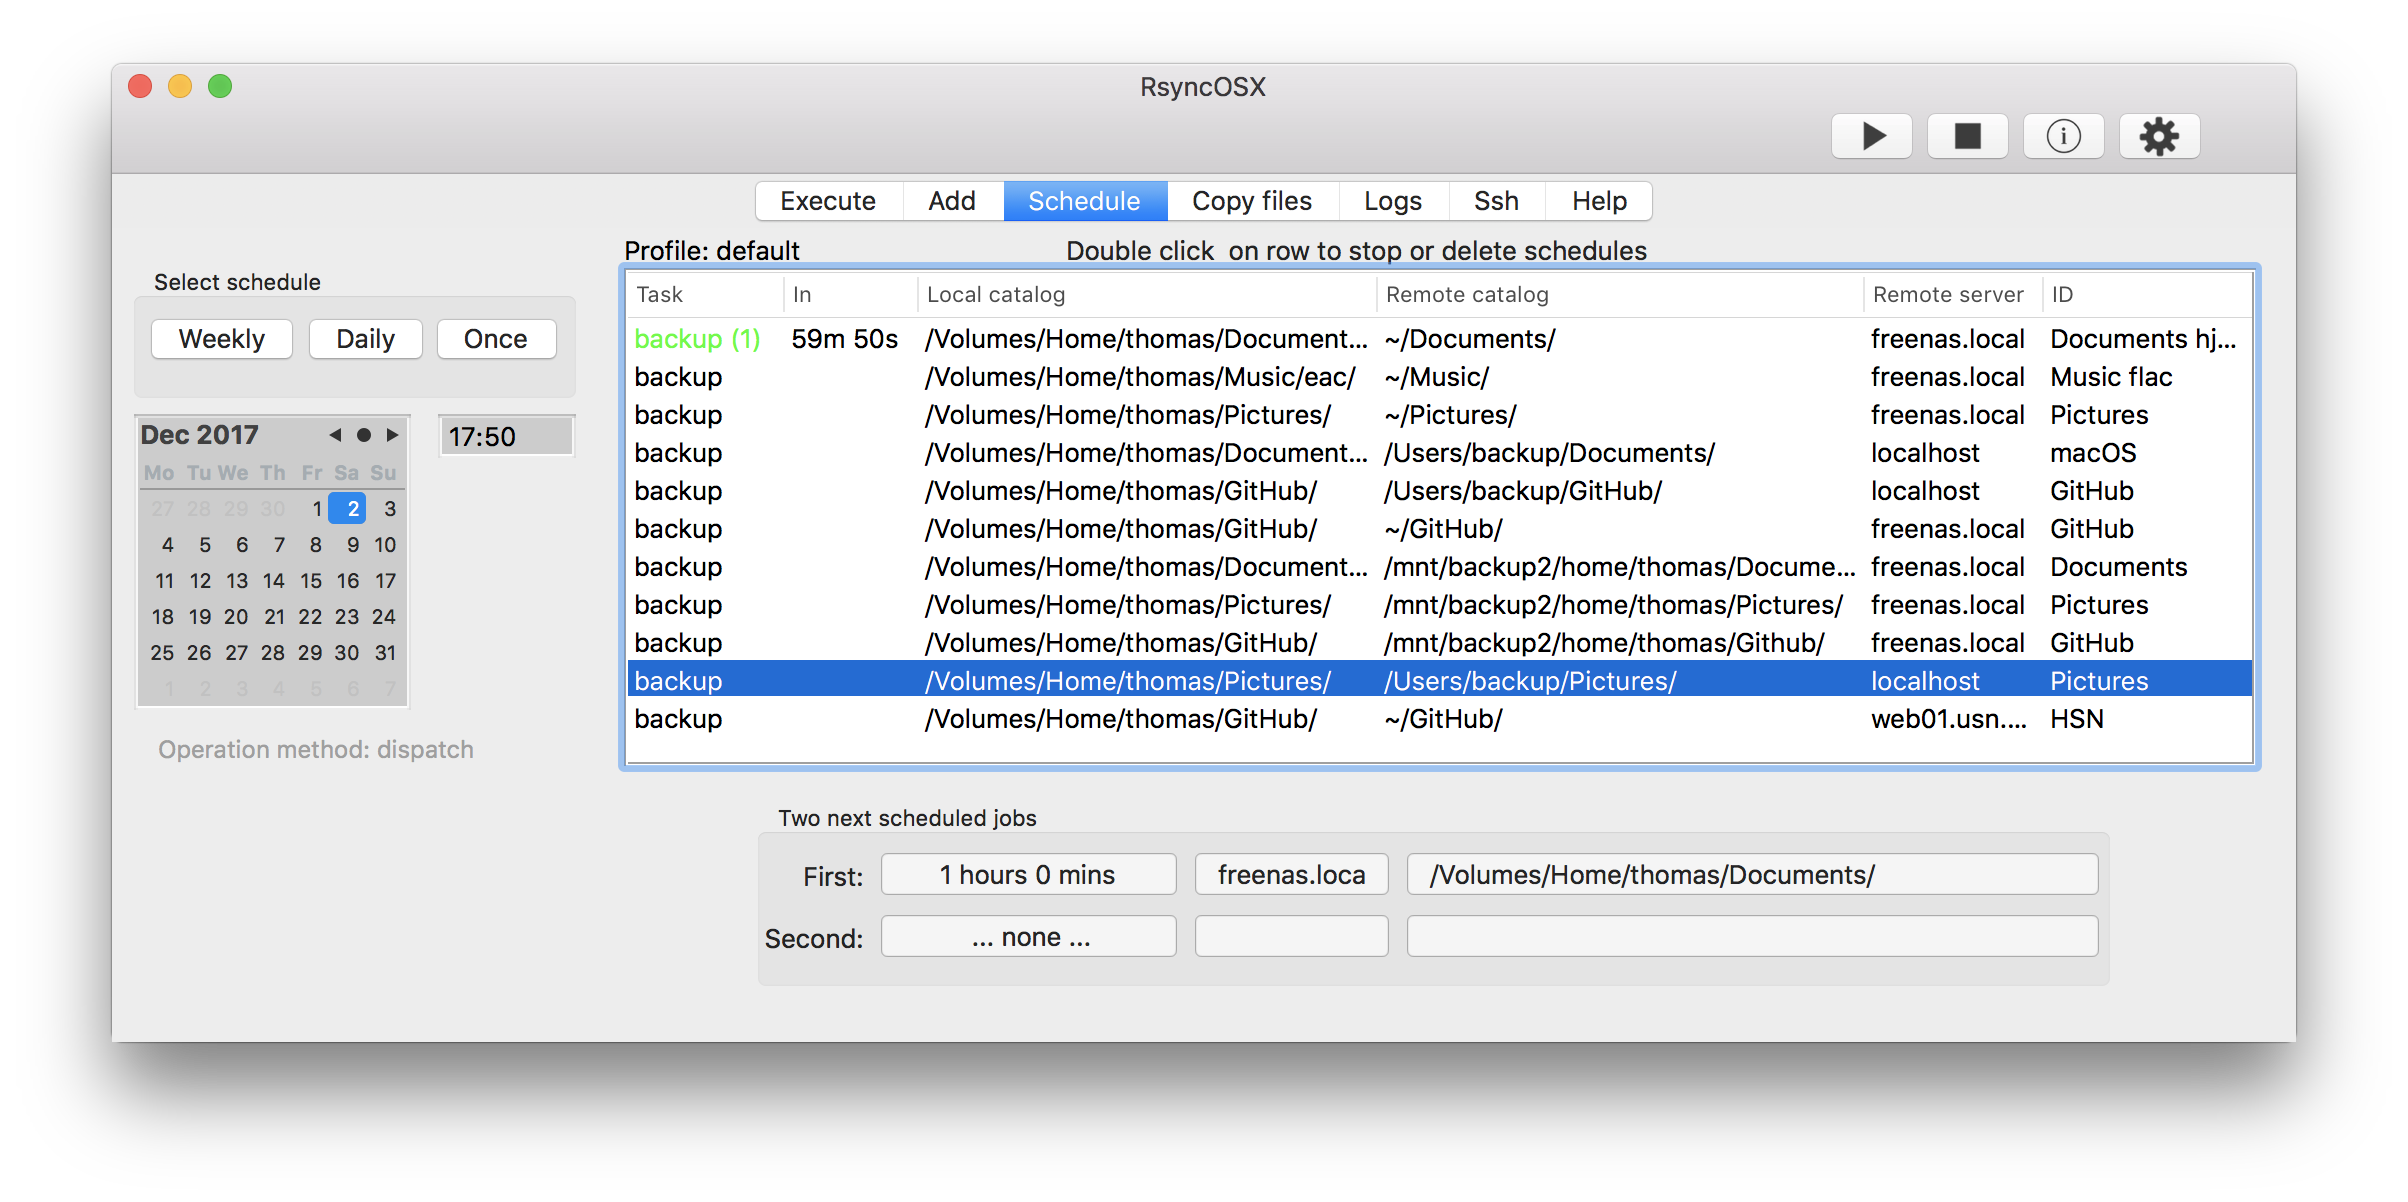 RsyncOSX
Execute Add Schedule Copy files Logs Ssh Help
Profile: default Double click  on row to stop or delete schedules
Select schedule
Weekly Daily Once
Dec 2017
17:50
Mo Tu We Th Fr Sa Su
27 28 29 30 1 2 3
4 5 6 7 8 9 10
11 12 13 14 15 16 17
18 19 20 21 22 23 24
25 26 27 28 29 30 31
1 2 3 4 5 6 7
Operation method: dispatch
Task In Local catalog Remote catalog Remote server ID
backup (1) 59m 50s /Volumes/Home/thomas/Document... ~/Documents/ freenas.local Documents hj...
backup /Volumes/Home/thomas/Music/eac/ ~/Music/ freenas.local Music flac
backup /Volumes/Home/thomas/Pictures/ ~/Pictures/ freenas.local Pictures
backup /Volumes/Home/thomas/Document... /Users/backup/Documents/ localhost macOS
backup /Volumes/Home/thomas/GitHub/ /Users/backup/GitHub/ localhost GitHub
backup /Volumes/Home/thomas/GitHub/ ~/GitHub/ freenas.local GitHub
backup /Volumes/Home/thomas/Document... /mnt/backup2/home/thomas/Docume... freenas.local Documents
backup /Volumes/Home/thomas/Pictures/ /mnt/backup2/home/thomas/Pictures/ freenas.local Pictures
backup /Volumes/Home/thomas/GitHub/ /mnt/backup2/home/thomas/Github/ freenas.local GitHub
backup /Volumes/Home/thomas/Pictures/ /Users/backup/Pictures/ localhost Pictures
backup /Volumes/Home/thomas/GitHub/ ~/GitHub/ web01.usn.... HSN
Two next scheduled jobs
First: 1 hours 0 mins freenas.loca /Volumes/Home/thomas/Documents/
Second: ... none ...